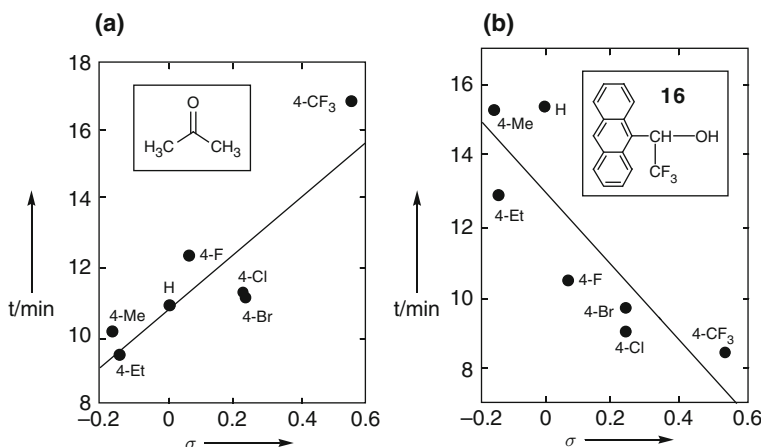 (a)
18
16
14
12
10
8
t/min
O
H₃C
CH₃
4-CF₃
4-F
H
4-Cl
4-Br
4-Me
4-Et
−0.2
0
0.2
0.4
0.6
σ
(b)
16
14
12
10
8
t/min
16
CH
OH
CF₃
4-Me
H
4-Et
4-F
4-Br
4-Cl
4-CF₃
−0.2
0
0.2
0.4
0.6
σ